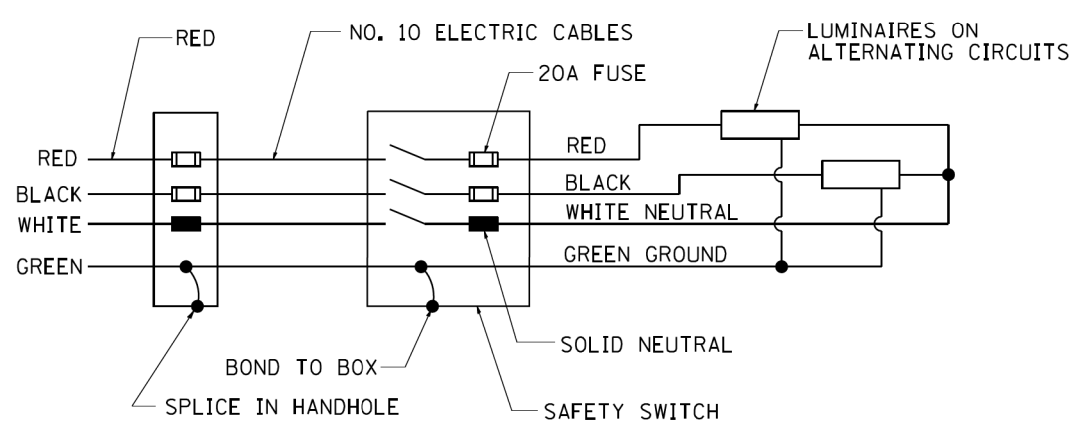 RED
NO. 10 ELECTRIC CABLES
LUMINAIRES ON
ALTERNATING CIRCUITS
20A FUSE
RED
RED
BLACK
BLACK
WHITE
WHITE NEUTRAL
GREEN
GREEN GROUND
SOLID NEUTRAL
BOND TO BOX
SPLICE IN HANDHOLE
SAFETY SWITCH